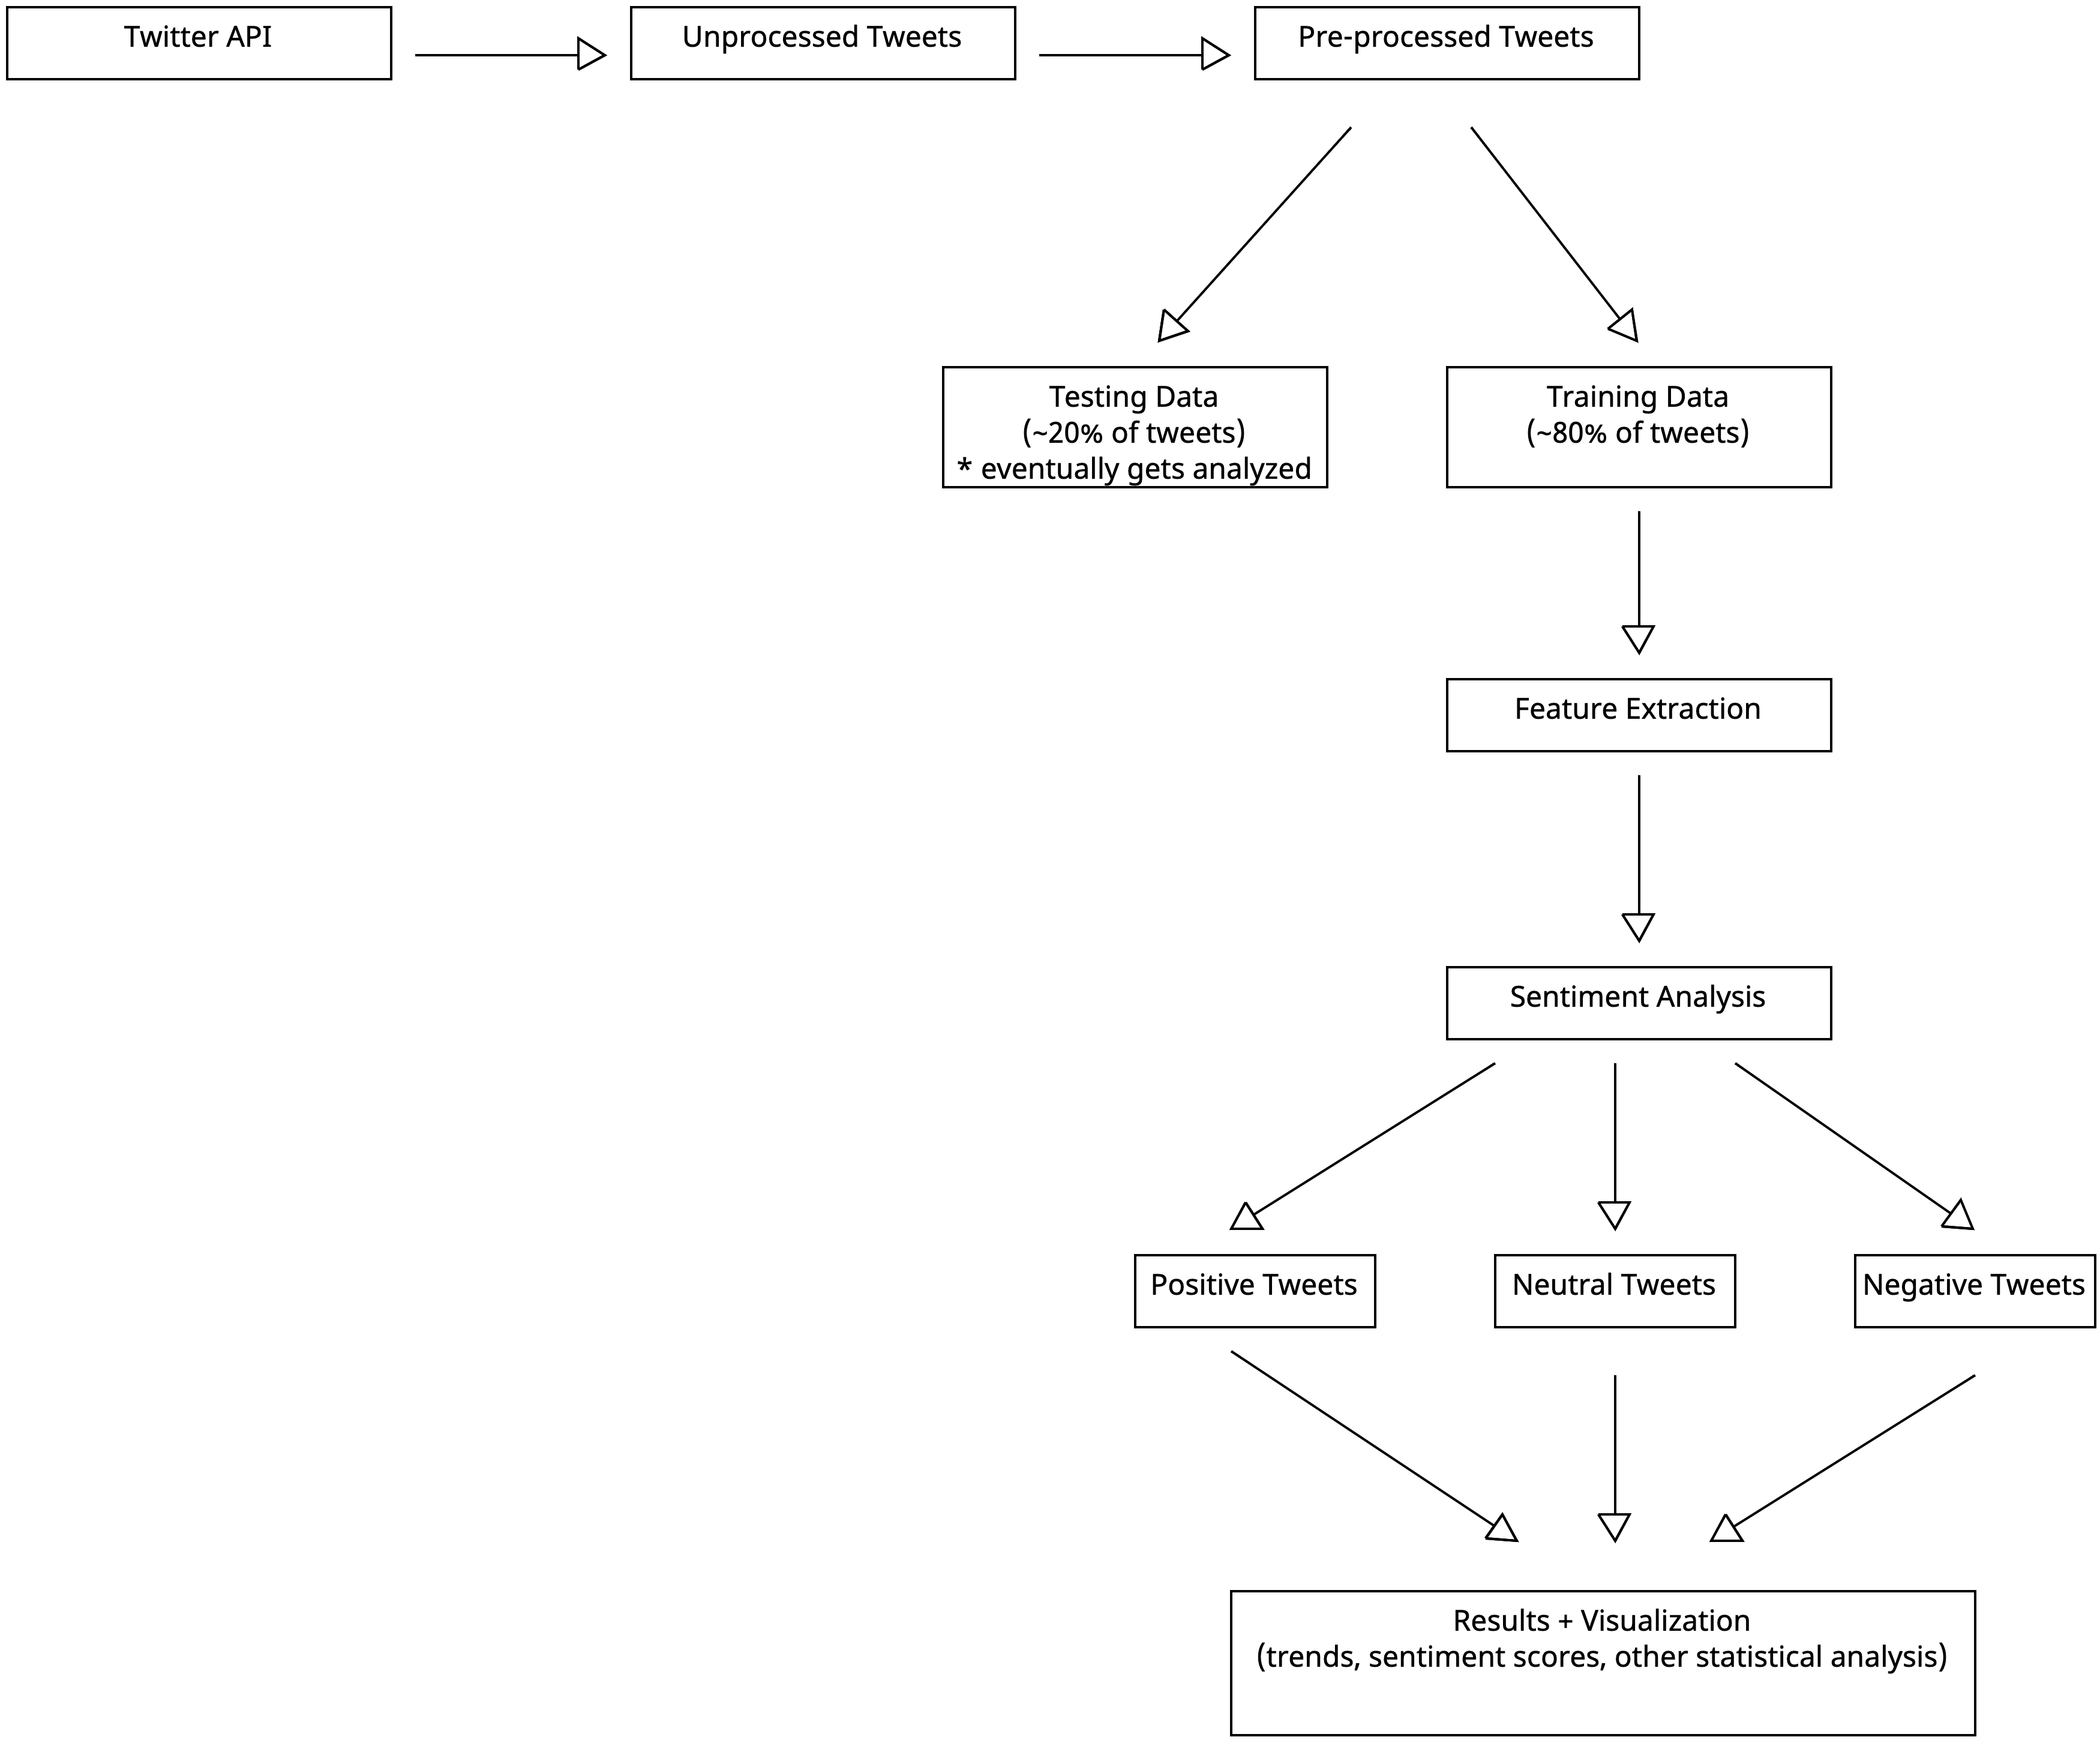 Twitter API
Unprocessed Tweets
Pre-processed Tweets
Testing Data
(~20% of tweets)
* eventually gets analyzed
Training Data
(~80% of tweets)
Feature Extraction
Sentiment Analysis
Positive Tweets
Neutral Tweets
Negative Tweets
Results + Visualization
(trends, sentiment scores, other statistical analysis)